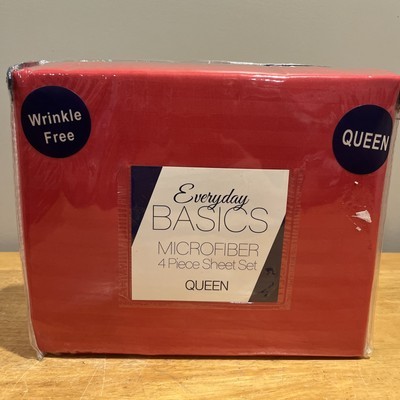 Wrinkle
Free
QUEEN
Everyday
BASICS
MICROFIBER
4 Piece Sheet Set
QUEEN